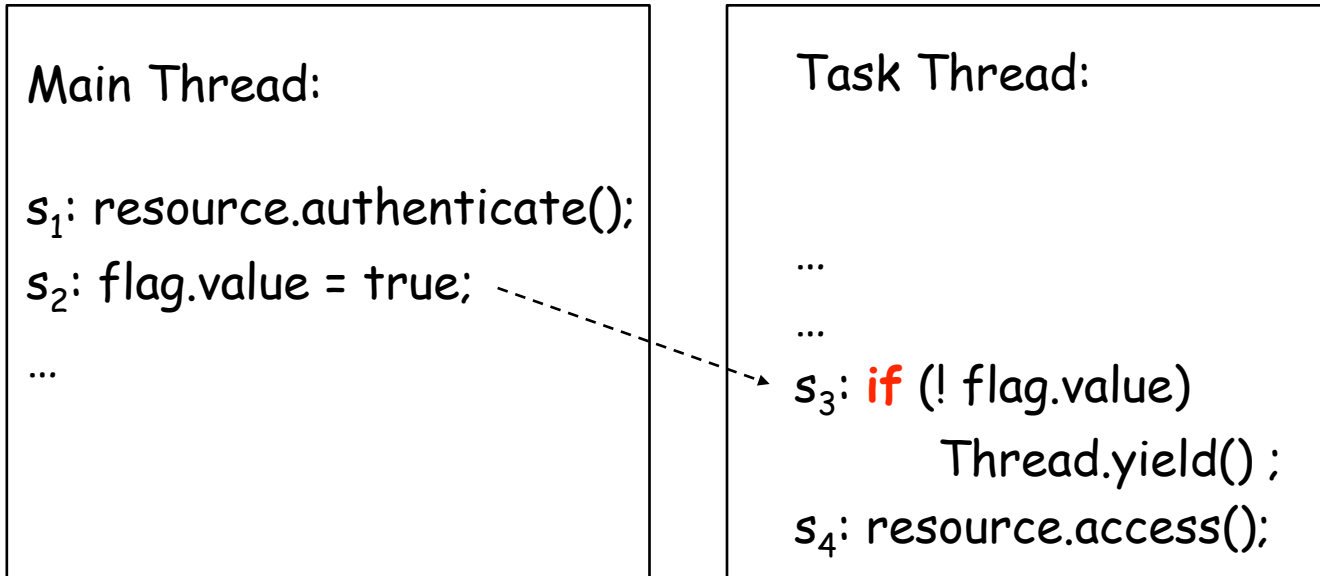 Main Thread:
s₁: resource.authenticate();
s₂: flag.value = true;
…
Task Thread:
…
…
s₃: if (! flag.value)
Thread.yield() ;
s₄: resource.access();